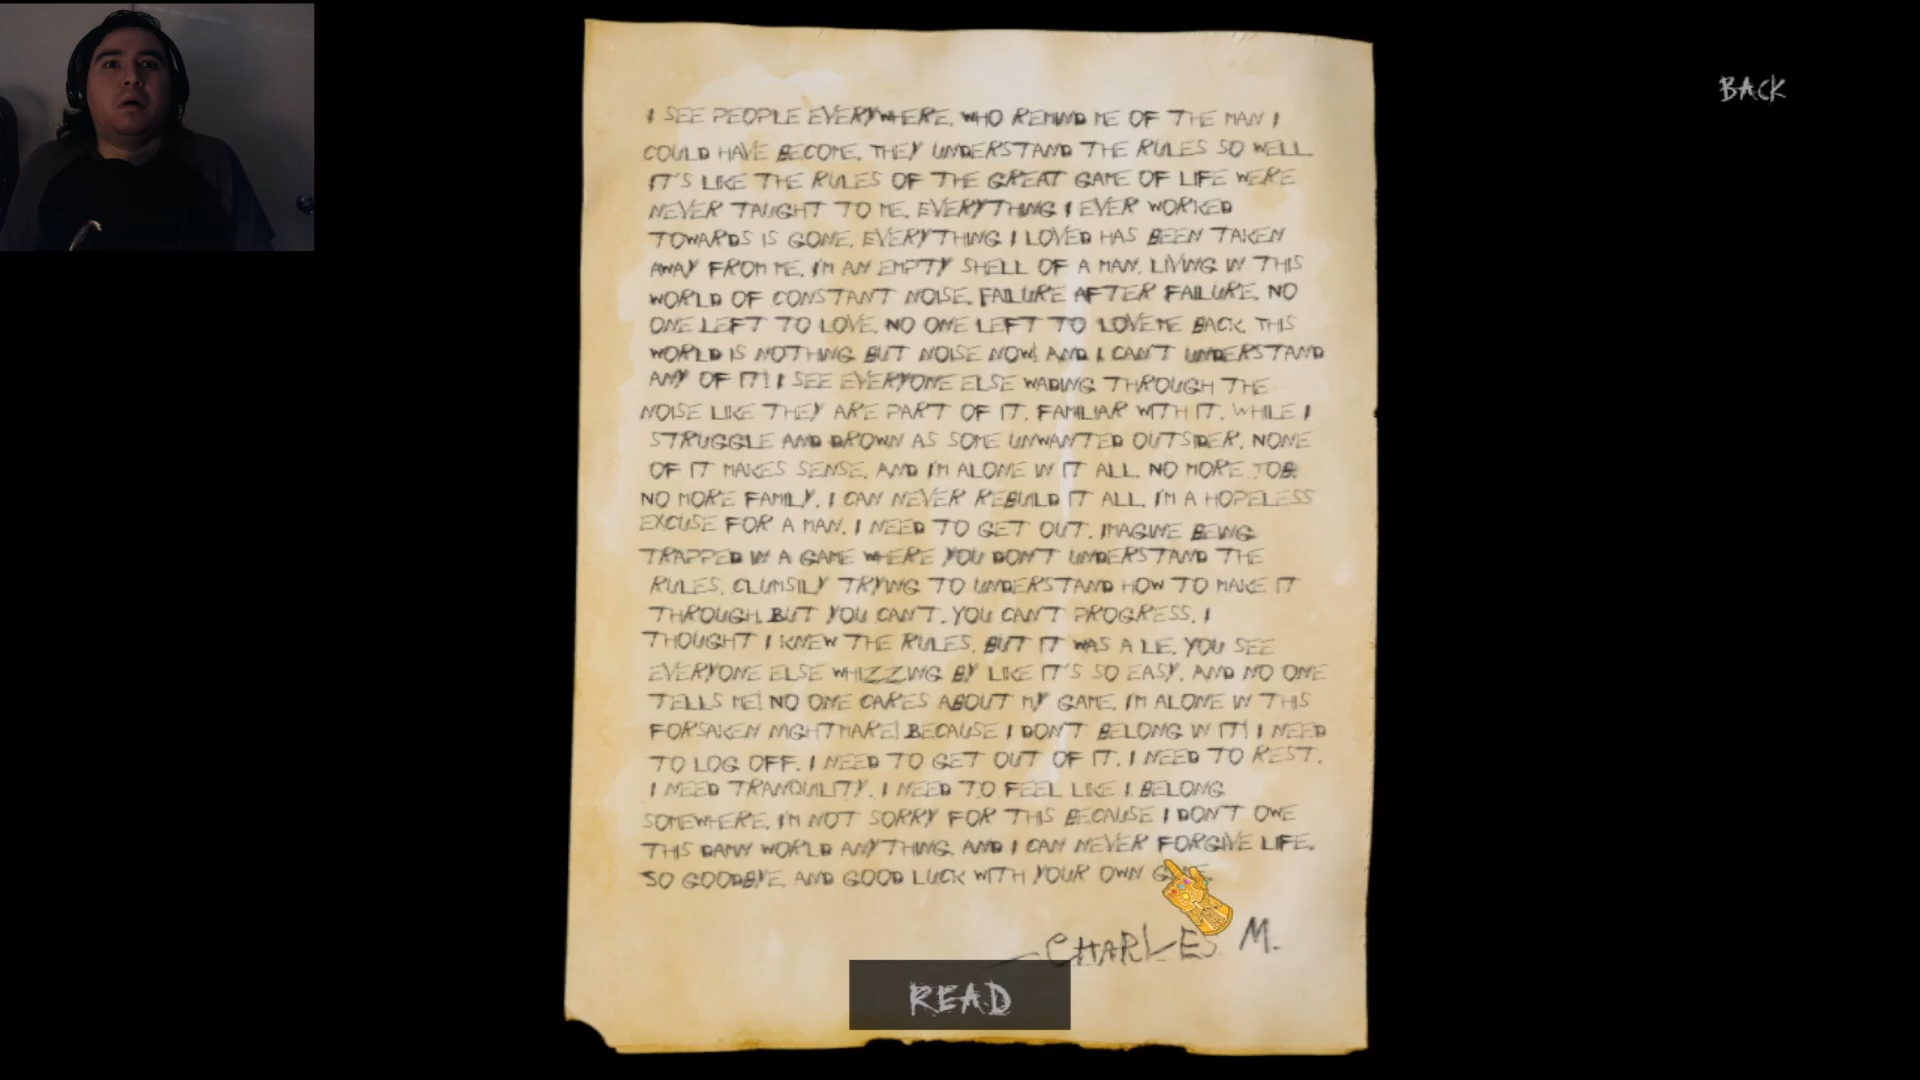 BACK
I SEE PEOPLE EVERYWHERE. WHO REMIND ME OF THE MAN I
COULD HAVE BECOME. THEY UNDERSTAND THE RULES SO WELL.
IT'S LIKE THE RULES OF THE GREAT GAME OF LIFE WERE
NEVER TAUGHT TO ME. EVERYTHING I EVER WORKED
TOWARDS IS GONE. EVERYTHING I LOVED HAS BEEN TAKEN
AWAY FROM ME. I'M AN EMPTY SHELL OF A MAN. LIVING IN THIS
WORLD OF CONSTANT NOISE. FAILURE AFTER FAILURE. NO
ONE LEFT TO LOVE. NO ONE LEFT TO LOVE ME BACK. THIS
WORLD IS NOTHING BUT NOISE NOW! AND I CAN'T UNDERSTAND
ANY OF IT! I SEE EVERYONE ELSE WADING THROUGH THE
NOISE LIKE THEY ARE PART OF IT. FAMILIAR WITH IT. WHILE I
STRUGGLE AND DROWN AS SOME UNWANTED OUTSIDER. NONE
OF IT MAKES SENSE. AND I'M ALONE IN IT ALL. NO MORE JOB.
NO MORE FAMILY. I CAN NEVER REBUILD IT ALL. I'M A HOPELESS
EXCUSE FOR A MAN. I NEED TO GET OUT. IMAGINE BEING
TRAPPED IN A GAME WHERE YOU DON'T UNDERSTAND THE
RULES. CLUMSILY TRYING TO UNDERSTAND HOW TO MAKE IT
THROUGH. BUT YOU CAN'T. YOU CAN'T PROGRESS. I
THOUGHT I KNEW THE RULES. BUT IT WAS A LIE. YOU SEE
EVERYONE ELSE WHIZZING BY LIKE IT'S SO EASY. AND NO ONE
TELLS ME! NO ONE CARES ABOUT MY GAME. I'M ALONE IN THIS
FORSAKEN NIGHTMARE! BECAUSE I DON'T BELONG IN IT! I NEED
TO LOG OFF. I NEED TO GET OUT OF IT. I NEED TO REST.
I NEED TRANQUILITY. I NEED TO FEEL LIKE I BELONG
SOMEWHERE. I'M NOT SORRY FOR THIS BECAUSE I DON'T OWE
THIS DAMN WORLD ANYTHING. AND I CAN NEVER FORGIVE LIFE.
SO GOODBYE. AND GOOD LUCK WITH YOUR OWN
—CHARLES M.
READ